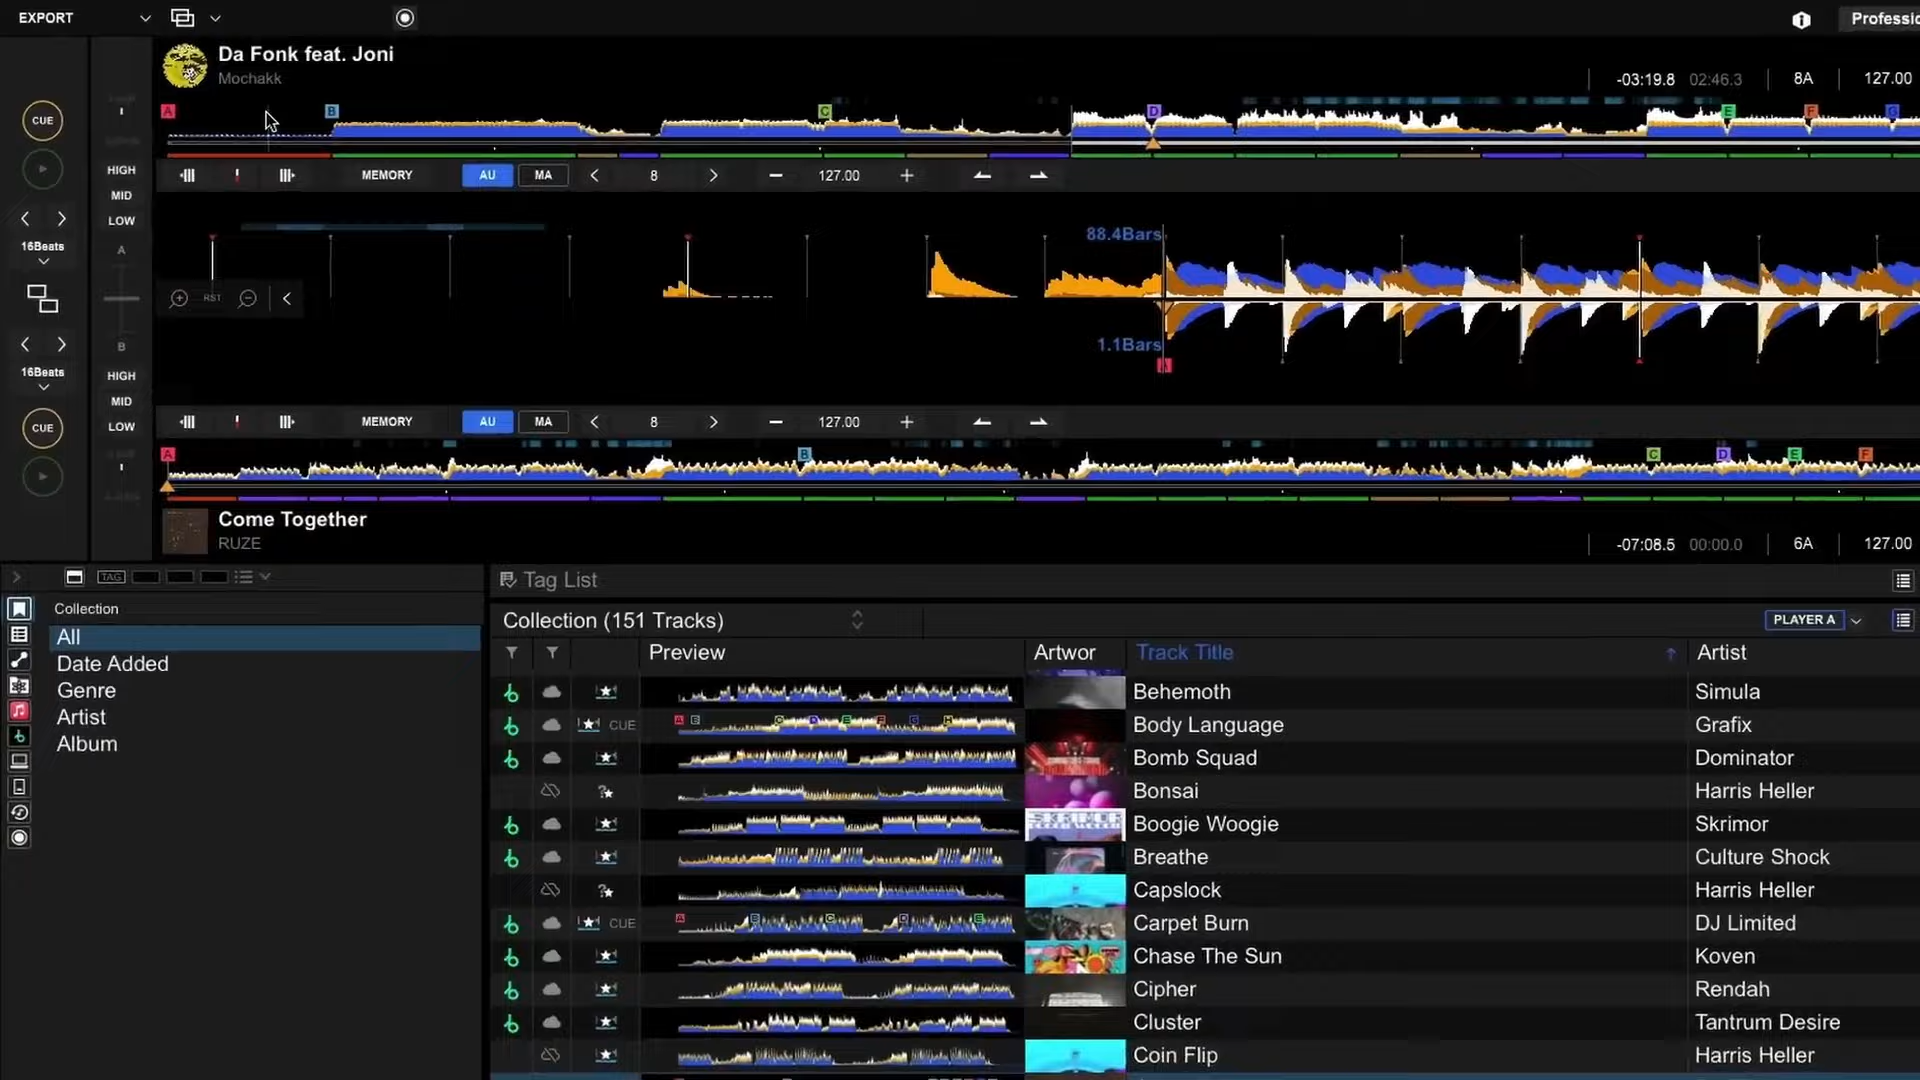 EXPORT
Professio
Da Fonk feat. Joni
Mochakk
-03:19.8 02:46.3 8A 127.00
A B C D E F G
CUE
HIGH
MID
LOW
MEMORY AU MA 8 127.00
16Beats
A
88.4Bars
RST
1.1Bars
B
16Beats
HIGH
MID
LOW
CUE
MEMORY AU MA 8 127.00
A B C D E F
Come Together
RUZE
-07:08.5 00:00.0 6A 127.00
TAG
Tag List
Collection
All
Date Added
Genre
Artist
Album
Collection (151 Tracks)
PLAYER A
Preview Artwor Track Title Artist
Behemoth Simula
CUE A B C D E F G H Body Language Grafix
Bomb Squad Dominator
Bonsai Harris Heller
Boogie Woogie Skrimor
Breathe Culture Shock
Capslock Harris Heller
CUE A B C D E Carpet Burn DJ Limited
Chase The Sun Koven
Cipher Rendah
Cluster Tantrum Desire
Coin Flip Harris Heller